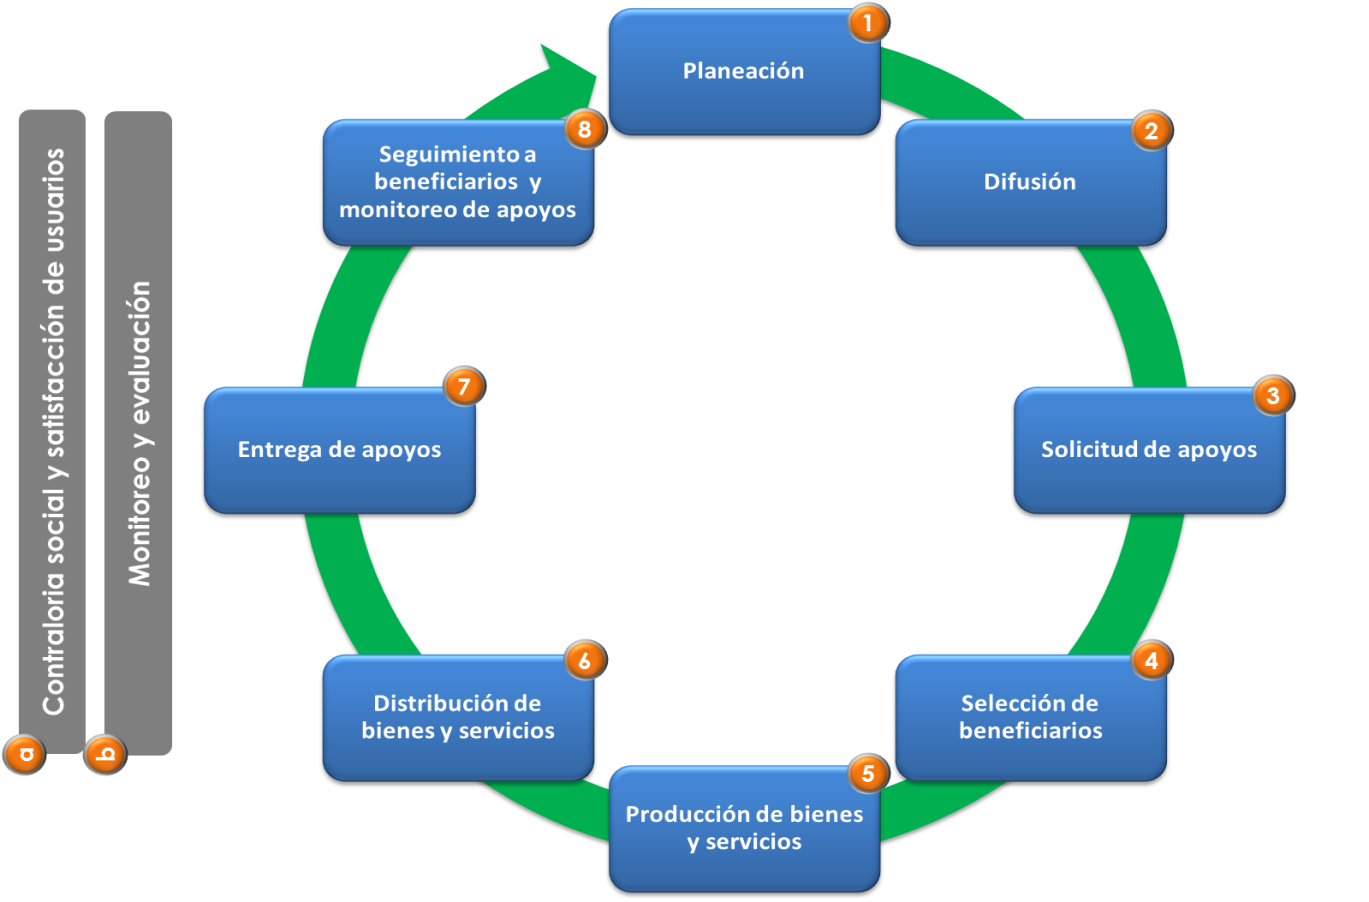 1
Planeación
2
Difusión
3
Solicitud de apoyos
4
Selección de
beneficiarios
5
Producción de bienes
y servicios
6
Distribución de
bienes y servicios
7
Entrega de apoyos
8
Seguimiento a
beneficiarios y
monitoreo de apoyos
a
Contraloria social y satisfacción de usuarios
b
Monitoreo y evaluación